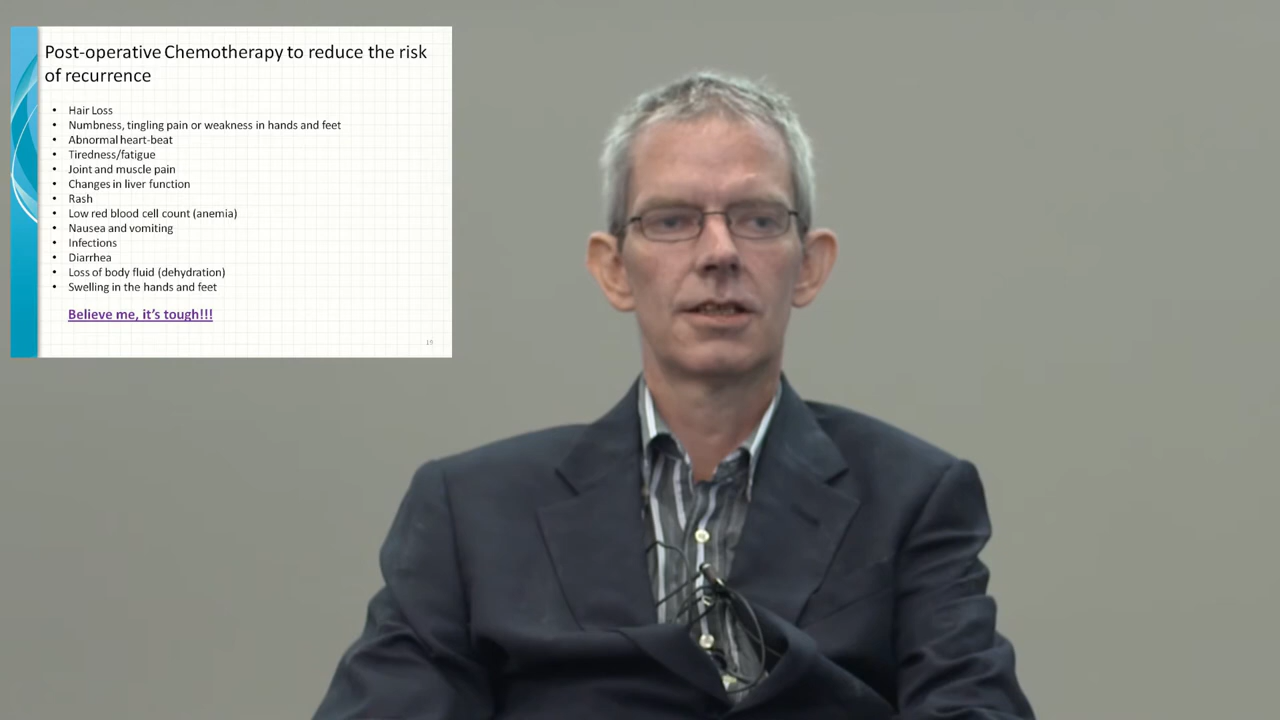 Post-operative Chemotherapy to reduce the risk
of recurrence
• Hair Loss
• Numbness, tingling pain or weakness in hands and feet
• Abnormal heart-beat
• Tiredness/fatigue
• Joint and muscle pain
• Changes in liver function
• Rash
• Low red blood cell count (anemia)
• Nausea and vomiting
• Infections
• Diarrhea
• Loss of body fluid (dehydration)
• Swelling in the hands and feet
Believe me, it's tough!!!
19